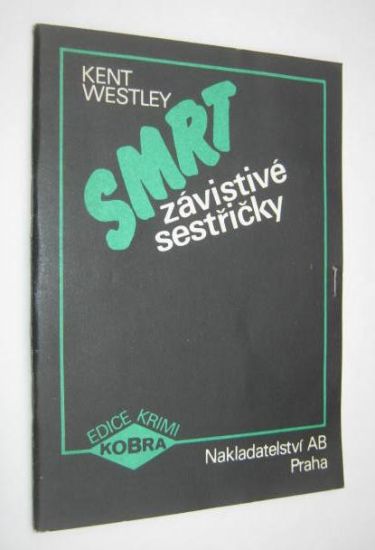 KENT
WESTLEY
SMRT
závistivé
sestřičky
EDICE KRIMI
KOBRA
Nakladatelství AB
Praha